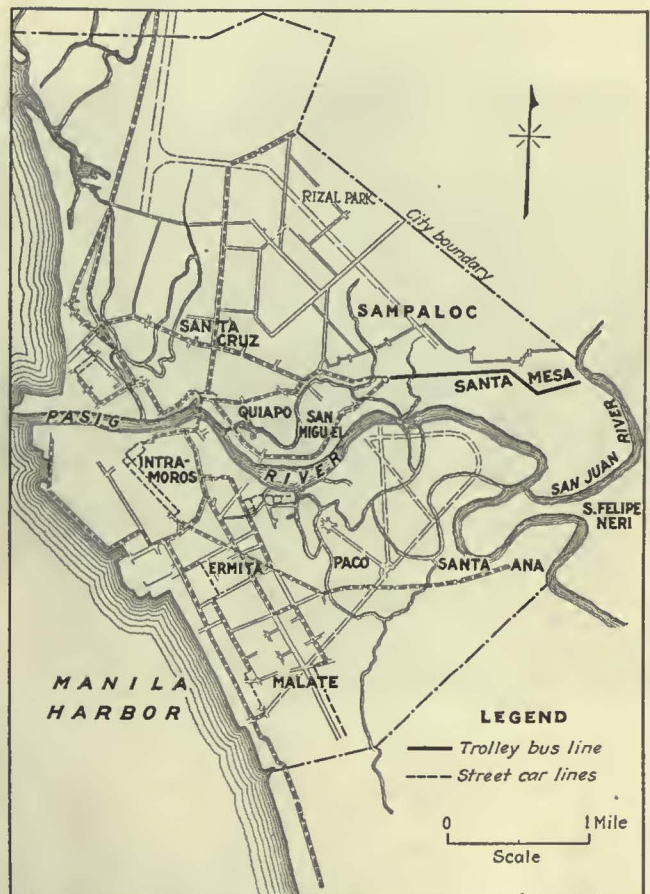 RIZAL PARK
City boundary
SAMPALOC
SANTA
CRUZ
SANTA MESA
QUIAPO
SAN
MIGUEL
PASIG
RIVER
SAN JUAN RIVER
INTRA-
MOROS
S. FELIPE
NERI
ERMITA
PACO
SANTA ANA
MANILA
HARBOR
MALATE
LEGEND
Trolley bus line
Street car lines
0 1 Mile
Scale